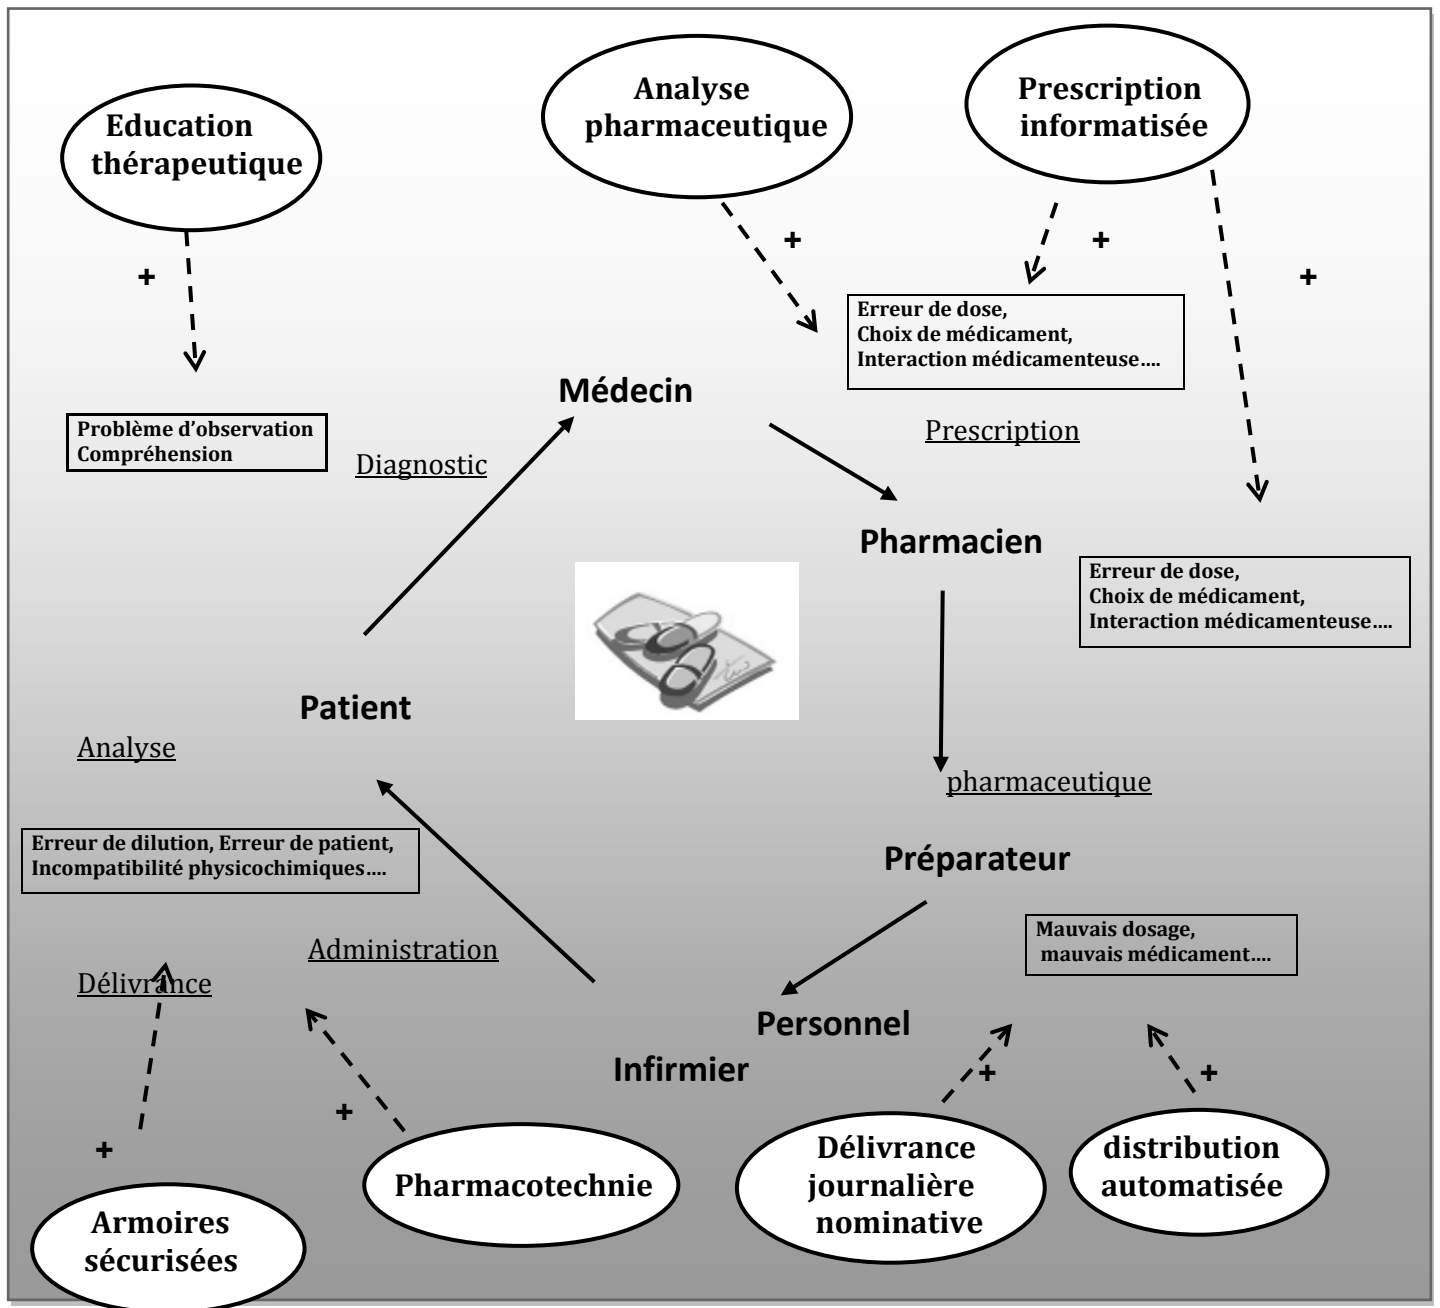 Analyse
pharmaceutique
Prescription
informatisée
Education
thérapeutique
+
+
+
+
Erreur de dose,
Choix de médicament,
Interaction médicamenteuse....
Médecin
Problème d'observation
Compréhension
Prescription
Diagnostic
Pharmacien
Erreur de dose,
Choix de médicament,
Interaction médicamenteuse....
Patient
Analyse
pharmaceutique
Erreur de dilution, Erreur de patient,
Incompatibilité physicochimiques....
Préparateur
Mauvais dosage,
mauvais médicament....
Administration
Délivrance
Personnel
Infirmier
+
+
+
+
Pharmacotechnie
Délivrance
journalière
nominative
distribution
automatisée
Armoires
sécurisées